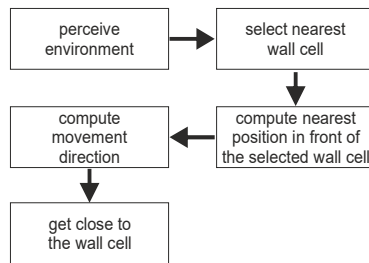 perceive
environment
select nearest
wall cell
compute nearest
position in front of
the selected wall cell
compute
movement
direction
get close to
the wall cell